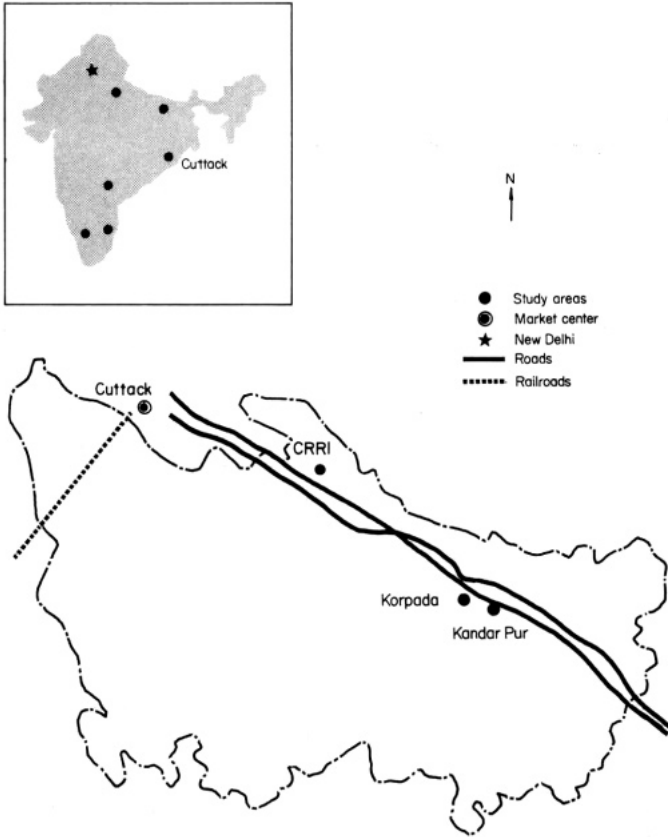 Cuttack
N
Study areas
Market center
New Delhi
Roads
Railroads
Cuttack
CRRI
Korpada
Kandar Pur